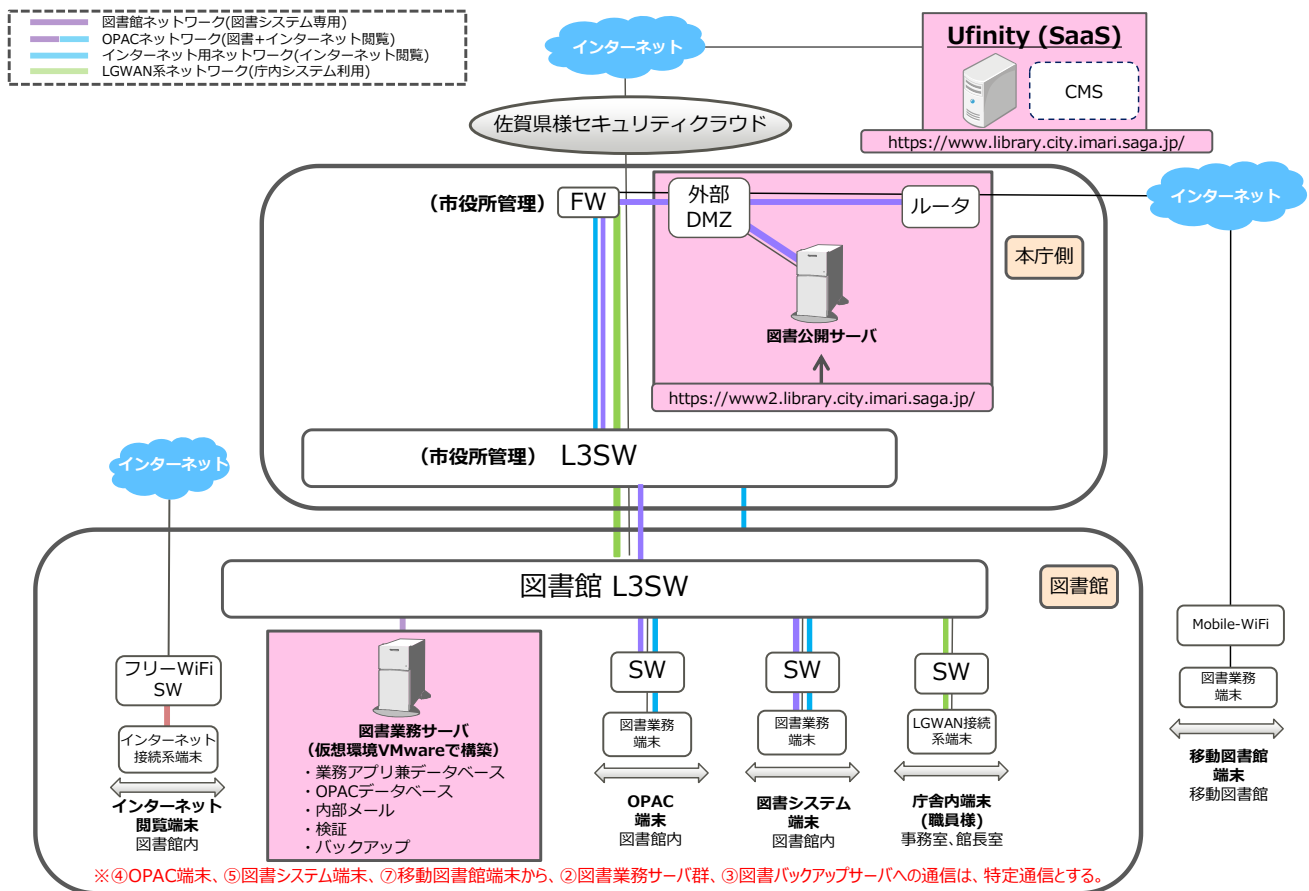 図書館ネットワーク(図書システム専用)
OPACネットワーク(図書+インターネット閲覧)
インターネット用ネットワーク(インターネット閲覧)
LGWAN系ネットワーク(庁内システム利用)
インターネット
Ufinity (SaaS)
CMS
https://www.library.city.imari.saga.jp/
佐賀県様セキュリティクラウド
(市役所管理)
FW
外部
DMZ
ルータ
インターネット
本庁側
図書公開サーバ
https://www2.library.city.imari.saga.jp/
(市役所管理) L3SW
インターネット
図書館 L3SW
図書館
フリーWiFi
SW
インターネット
接続系端末
インターネット
閲覧端末
図書館内
図書業務サーバ
(仮想環境VMwareで構築)
・業務アプリ兼データベース
・OPACデータベース
・内部メール
・検証
・バックアップ
SW
図書業務
端末
OPAC
端末
図書館内
SW
図書業務
端末
図書システム
端末
図書館内
SW
LGWAN接続
系端末
庁舎内端末
(職員様)
事務室、館長室
Mobile-WiFi
図書業務
端末
移動図書館
端末
移動図書館
※④OPAC端末、⑤図書システム端末、⑦移動図書館端末から、②図書業務サーバ群、③図書バックアップサーバへの通信は、特定通信とする。